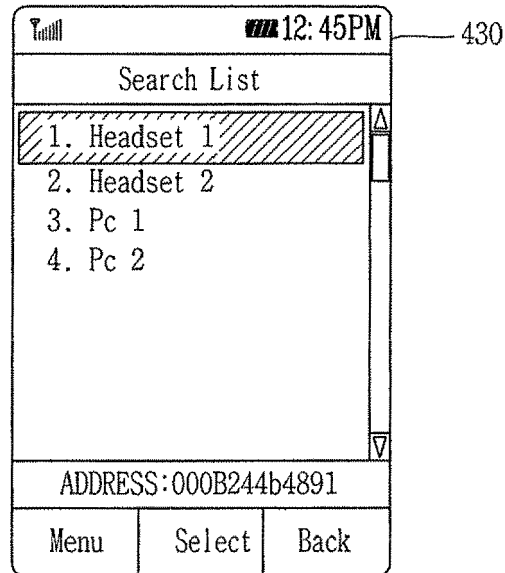 12:45PM
430
Search List
1. Headset 1
2. Headset 2
3. Pc 1
4. Pc 2
ADDRESS:000B244b4891
Menu Select Back